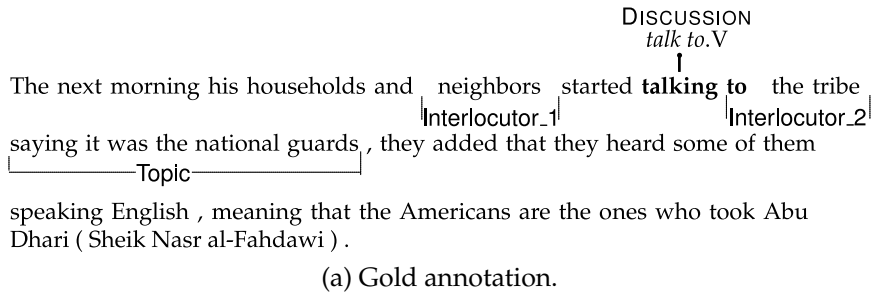 DISCUSSION
talk to.V
The next morning his households and neighbors started talking to the tribe
Interlocutor_1 Interlocutor_2
saying it was the national guards , they added that they heard some of them
Topic
speaking English , meaning that the Americans are the ones who took Abu
Dhari ( Sheik Nasr al-Fahdawi ) .
(a) Gold annotation.